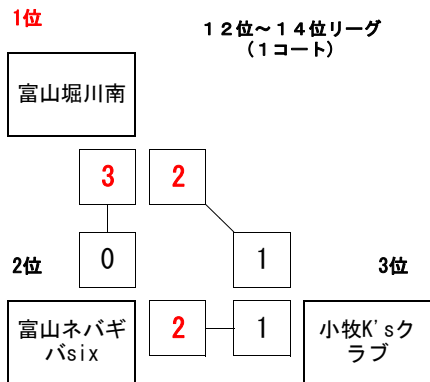 1位
１２位～１４位リーグ
（１コート）
富山堀川南
3 2
2位 0 1 3位
富山ネバギ
バsix
2 1
小牧K'sク
ラブ